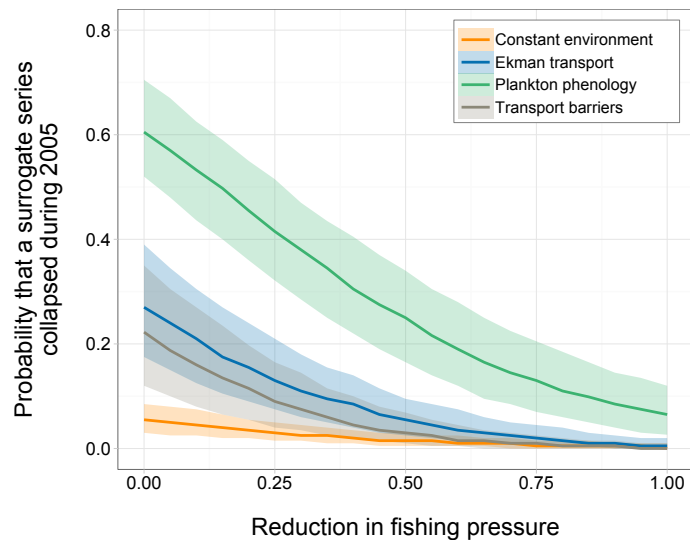 Probability that a surrogate series
collapsed during 2005
0.8
0.6
0.4
0.2
0.0
Constant environment
Ekman transport
Plankton phenology
Transport barriers
0.00 0.25 0.50 0.75 1.00
Reduction in fishing pressure